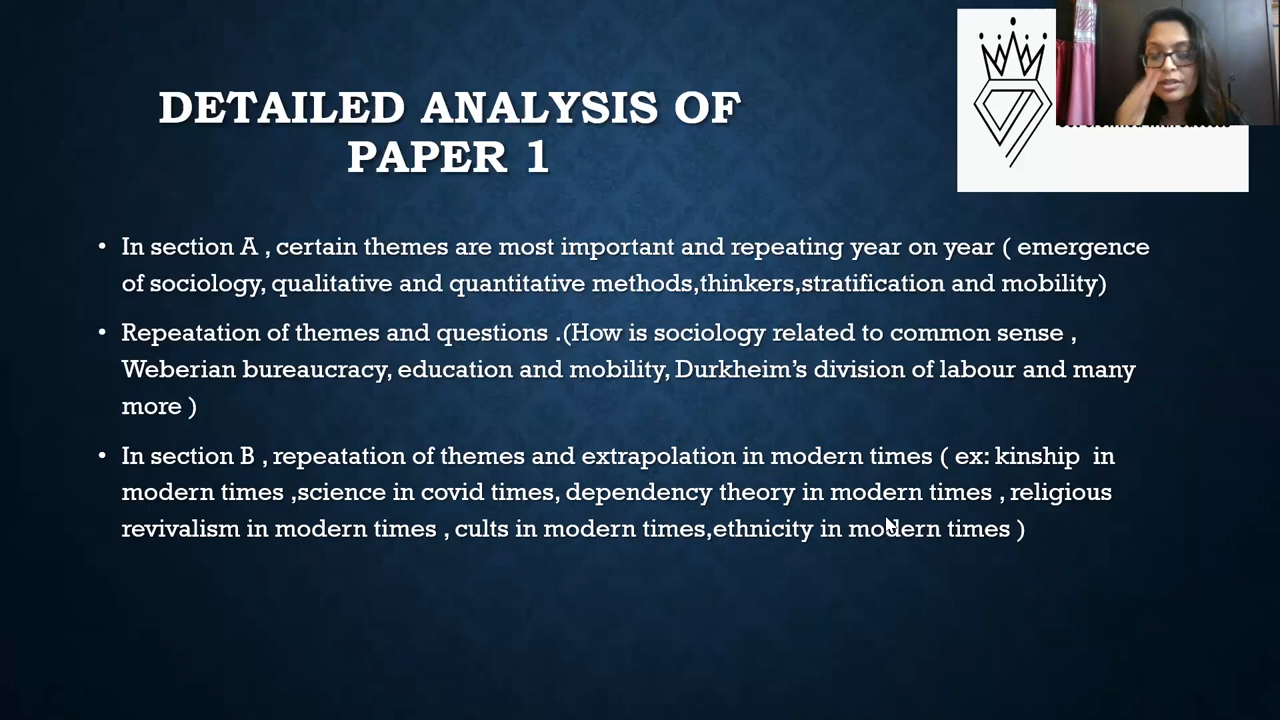 DETAILED ANALYSIS OF
PAPER 1
• In section A , certain themes are most important and repeating year on year ( emergence
of sociology, qualitative and quantitative methods,thinkers,stratification and mobility)
• Repeatation of themes and questions .(How is sociology related to common sense ,
Weberian bureaucracy, education and mobility, Durkheim’s division of labour and many
more )
• In section B , repeatation of themes and extrapolation in modern times ( ex: kinship in
modern times ,science in covid times, dependency theory in modern times , religious
revivalism in modern times , cults in modern times,ethnicity in modern times )